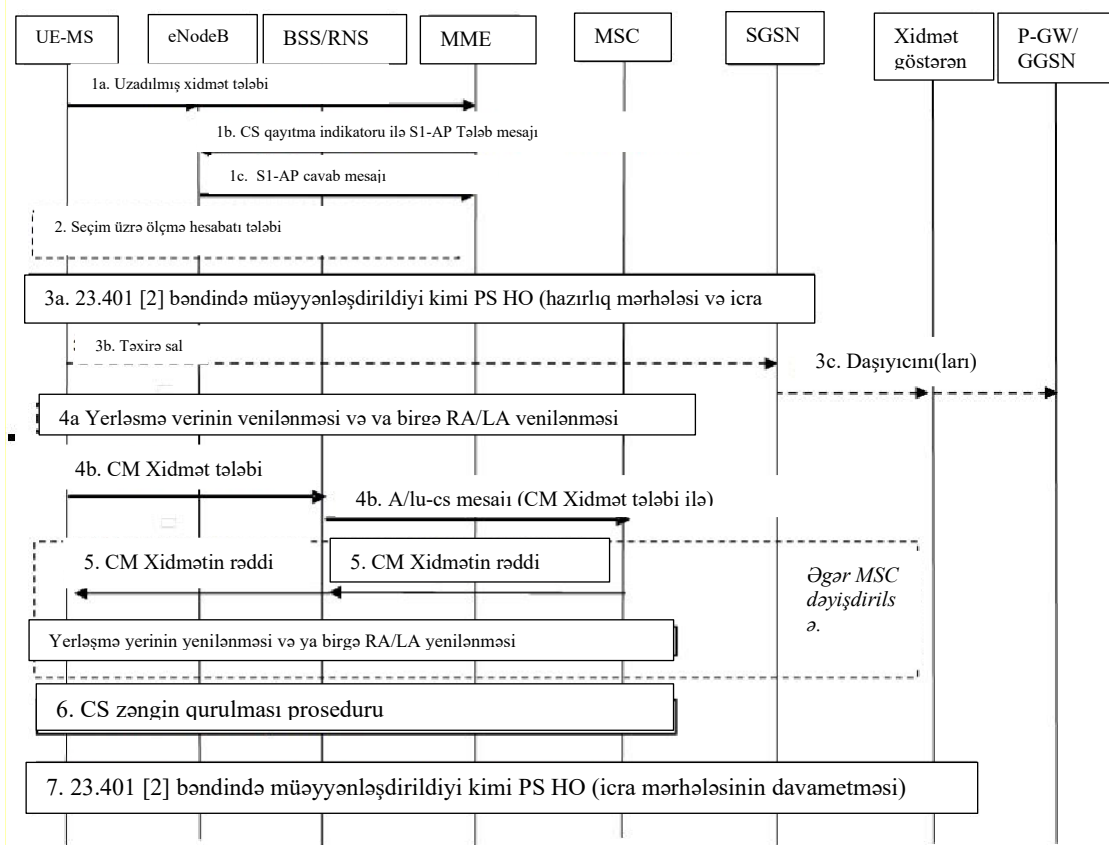 UE-MS
eNodeB
BSS/RNS
MME
MSC
SGSN
Xidmət
göstərən
P-GW/
GGSN
1a. Uzadılmış xidmət tələbi
1b. CS qayıtma indikatoru ilə S1-AP Tələb mesajı
1c. S1-AP cavab mesajı
2. Seçim üzrə ölçmə hesabatı tələbi
3a. 23.401 [2] bəndində müəyyənləşdirildiyi kimi PS HO (hazırlıq mərhələsi və icra
3b. Təxirə sal
3c. Daşıyıcını(ları)
4a Yerləşmə verinin venilənməsi və va birgə RA/LA venilənməsi
4b. CM Xidmət tələbi
4b. A/lu-cs mesajı (CM Xidmət tələbi ilə)
5. CM Xidmətin rəddi
5. CM Xidmətin rəddi
Əgər MSC
dəyişdirils
ə.
Yerləşmə yerinin yenilənməsi və ya birgə RA/LA yenilənməsi
6. CS zəngin qurulması proseduru
7. 23.401 [2] bəndində müəyyənləşdirildiyi kimi PS HO (icra mərhələsinin davametməsi)